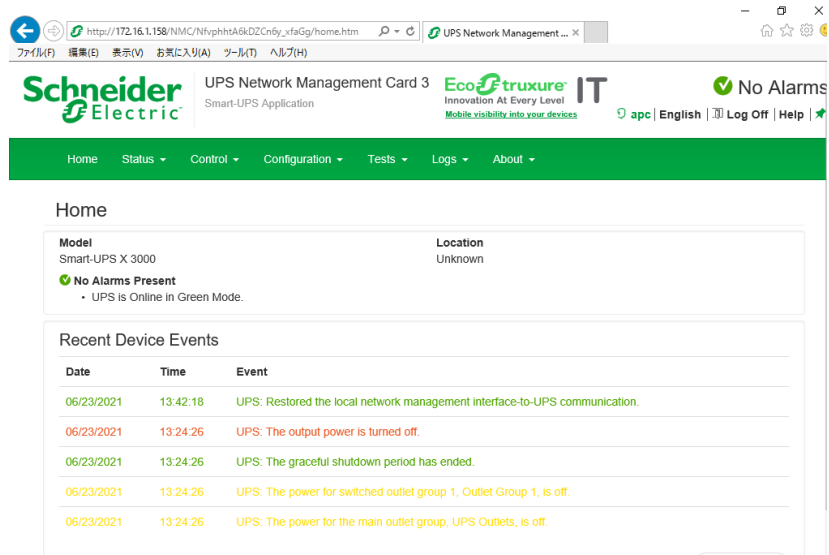 http://172.16.1.158/NMC/NfvphhtA6kDZCn6y_xfaGg/home.htm
UPS Network Management ...
ファイル(F) 編集(E) 表示(V) お気に入り(A) ツール(T) ヘルプ(H)
Schneider Electric
UPS Network Management Card 3
Smart-UPS Application
EcoStruxure IT
Innovation At Every Level
Mobile visibility into your devices
No Alarms
apc | English | Log Off | Help |
Home Status Control Configuration Tests Logs About
Home
Model Location
Smart-UPS X 3000 Unknown
No Alarms Present
• UPS is Online in Green Mode.
Recent Device Events
Date Time Event
06/23/2021 13:42:18 UPS: Restored the local network management interface-to-UPS communication.
06/23/2021 13:24:26 UPS: The output power is turned off.
06/23/2021 13:24:26 UPS: The graceful shutdown period has ended.
06/23/2021 13:24:26 UPS: The power for switched outlet group 1, Outlet Group 1, is off.
06/23/2021 13:24:26 UPS: The power for the main outlet group, UPS Outlets, is off.